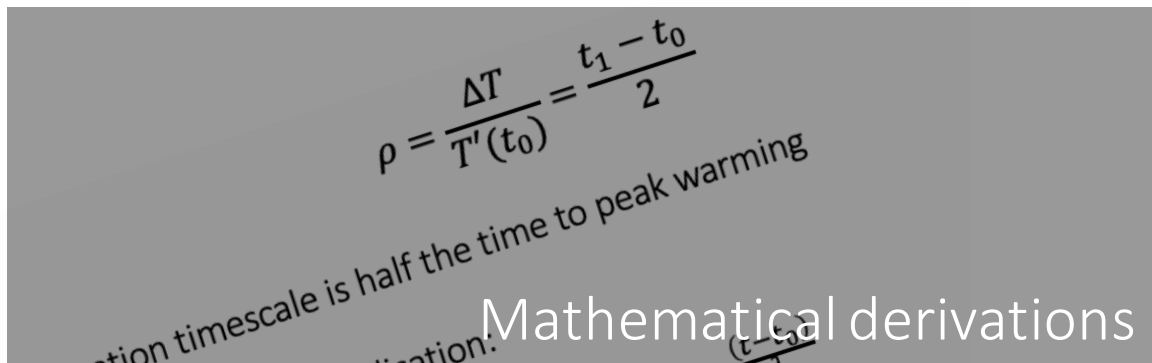 ρ = ΔT / T′(t₀) = (t₁ − t₀) / 2
timescale is half the time to peak warming
Mathematical derivations